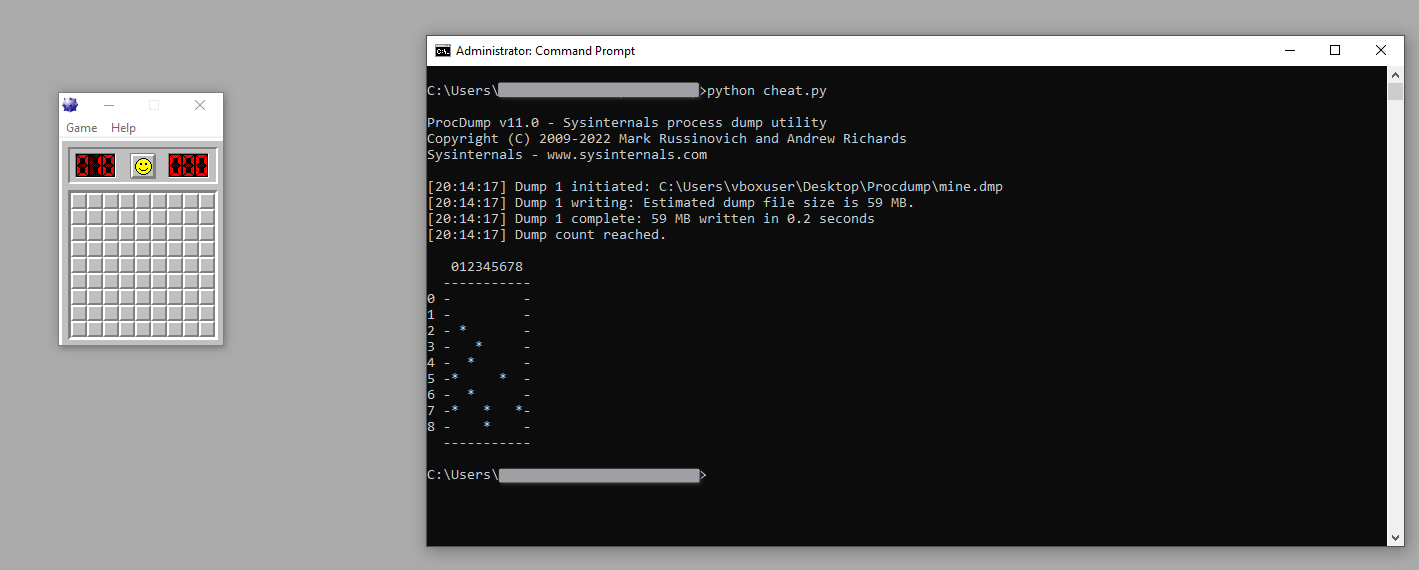 Game Help
010
Administrator: Command Prompt
C:\Users\
>python cheat.py
ProcDump v11.0 - Sysinternals process dump utility
Copyright (C) 2009-2022 Mark Russinovich and Andrew Richards
Sysinternals - www.sysinternals.com
[20:14:17] Dump 1 initiated: C:\Users\vboxuser\Desktop\Procdump\mine.dmp
[20:14:17] Dump 1 writing: Estimated dump file size is 59 MB.
[20:14:17] Dump 1 complete: 59 MB written in 0.2 seconds
[20:14:17] Dump count reached.
   012345678
  -----------
0 -         -
1 -         -
2 - *       -
3 -   *     -
4 -  *      -
5 -*     *  -
6 -  *      -
7 -*   *   *-
8 -    *    -
  -----------
C:\Users\
>